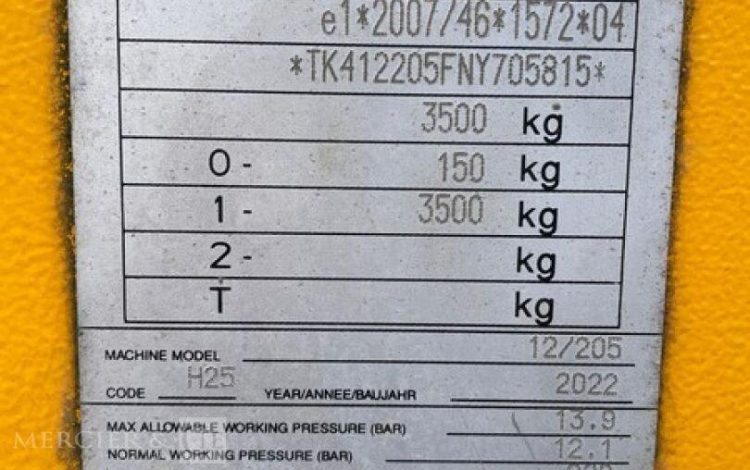 e1*2007/46*1572*04
*TK412205FNY705815*
3500 kg
0- 150 kg
1- 3500 kg
2- kg
T kg
MACHINE MODEL 12/205
CODE H25 YEAR/ANNEE/BAUJAHR 2022
MAX ALLOWABLE WORKING PRESSURE (BAR) 13.9
NORMAL WORKING PRESSURE (BAR) 12.1
MERCIER &